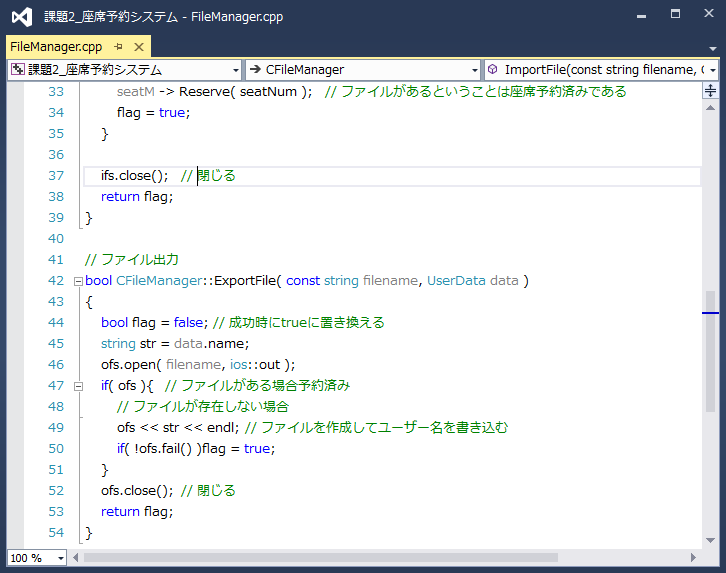 課題2_座席予約システム - FileManager.cpp
FileManager.cpp
課題2_座席予約システム
CFileManager
ImportFile(const string filename,
33 seatM -> Reserve( seatNum ); // ファイルがあるということは座席予約済みである
34 flag = true;
35 }
36
37 ifs.close(); // 閉じる
38 return flag;
39 }
40
41 // ファイル出力
42 bool CFileManager::ExportFile( const string filename, UserData data )
43 {
44 bool flag = false; // 成功時にtrueに置き換える
45 string str = data.name;
46 ofs.open( filename, ios::out );
47 if( ofs ){ // ファイルがある場合予約済み
48 // ファイルが存在しない場合
49 ofs << str << endl; // ファイルを作成してユーザー名を書き込む
50 if( !ofs.fail() )flag = true;
51 }
52 ofs.close(); // 閉じる
53 return flag;
54 }
100 %